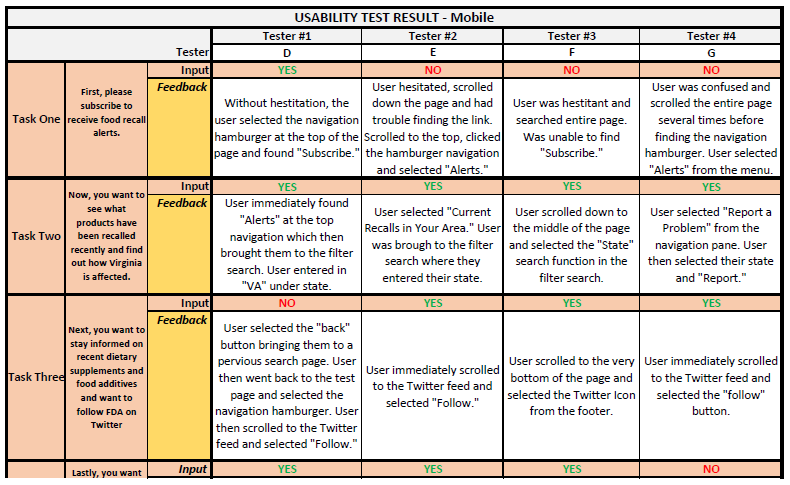 USABILITY TEST RESULT - Mobile
Tester #1 Tester #2 Tester #3 Tester #4
Tester D E F G
Input YES NO NO NO
Task One
First, please
subscribe to
receive food recall
alerts.
Feedback
Without hestitation, the
user selected the navigation
hamburger at the top of the
page and found "Subscribe."
User hesitated, scrolled
down the page and had
trouble finding the link.
Scrolled to the top, clicked
the hamburger navigation
and selected "Alerts."
User was hestitant and
searched entire page.
Was unable to find
"Subscribe."
User was confused and
scrolled the entire page
several times before
finding the navigation
hamburger. User selected
"Alerts" from the menu.
Input YES YES YES YES
Task Two
Now, you want to
see what
products have
been recalled
recently and find
out how Virginia
is affected.
Feedback
User immediately found
"Alerts" at the top
navigation which then
brought them to the filter
search. User entered in
"VA" under state.
User selected "Current
Recalls in Your Area." User
was brough to the filter
search where they
entered their state.
User scrolled down to
the middle of the page
and selected the "State"
search function in the
filter search.
User selected "Report a
Problem" from the
navigation pane. User
then selected their state
and "Report."
Input NO YES YES YES
Task Three
Next, you want to
stay informed on
recent dietary
supplements and
food additives
and want to
follow FDA on
Twitter
Feedback
User selected the "back"
button bringing them to a
pervious search page. User
then went back to the test
page and selected the
navigation hamburger. User
then scrolled to the Twitter
feed and selected "Follow."
User immediately scrolled
to the Twitter feed and
selected "Follow."
User scrolled to the very
bottom of the page and
selected the Twitter Icon
from the footer.
User immediately scrolled
to the Twitter feed and
selected the "follow"
button.
Lastly, you want
Input YES YES YES NO